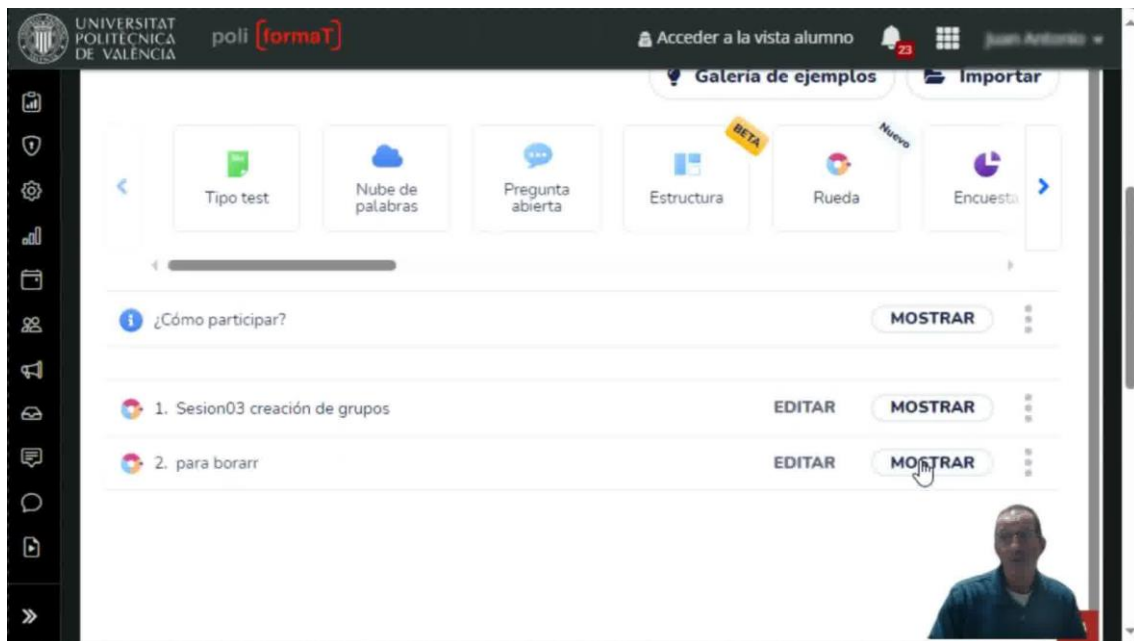 UNIVERSITAT
POLITÈCNICA
DE VALÈNCIA
poli [formaT]
Acceder a la vista alumno
23
Juan Antonio
Galería de ejemplos
Importar
Tipo test
Nube de
palabras
Pregunta
abierta
BETA
Estructura
Nuevo
Rueda
Encuesta
¿Cómo participar?
MOSTRAR
1. Sesion03 creación de grupos
EDITAR
MOSTRAR
2. para borarr
EDITAR
MOSTRAR